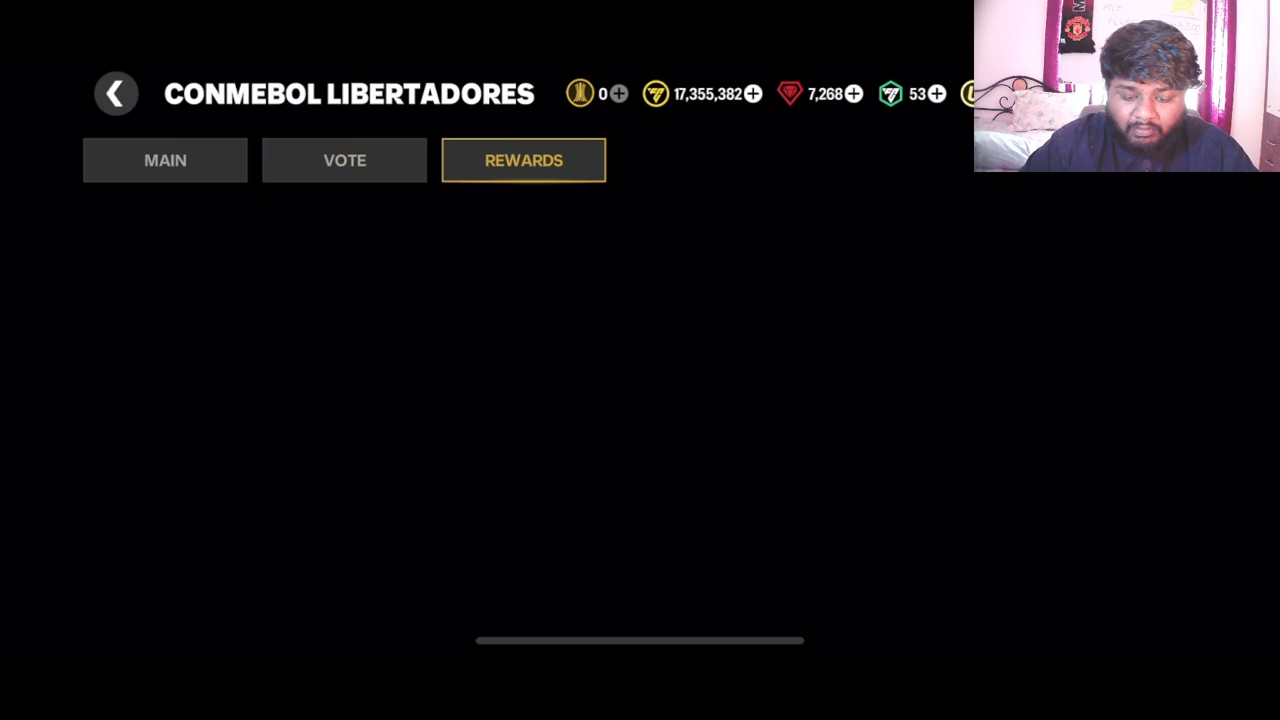 CONMEBOL LIBERTADORES 0 17,355,382 7,268 53
MAIN VOTE REWARDS